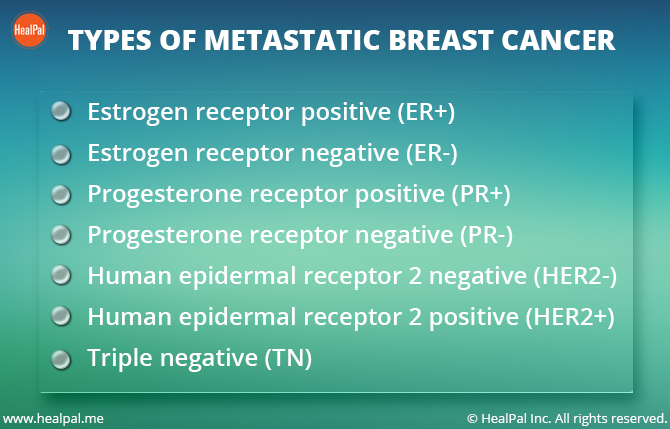 HealPal
TYPES OF METASTATIC BREAST CANCER
Estrogen receptor positive (ER+)
Estrogen receptor negative (ER-)
Progesterone receptor positive (PR+)
Progesterone receptor negative (PR-)
Human epidermal receptor 2 negative (HER2-)
Human epidermal receptor 2 positive (HER2+)
Triple negative (TN)
www.healpal.me
© HealPal Inc. All rights reserved.